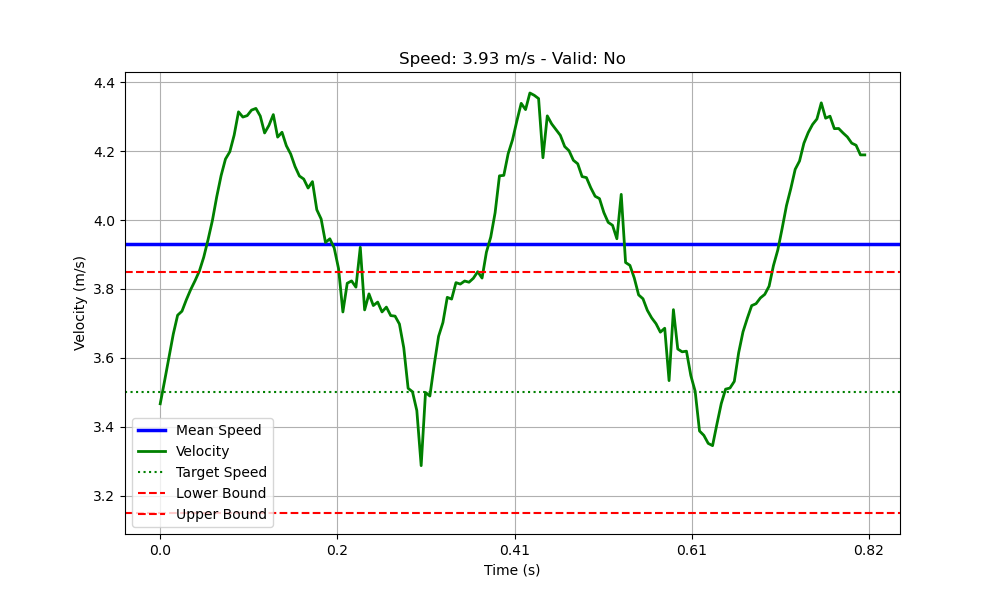 Speed: 3.93 m/s - Valid: No
4.4
4.2
4.0
3.8
3.6
3.4
3.2
Velocity (m/s)
Mean Speed
Velocity
Target Speed
Lower Bound
Upper Bound
0.0
0.2
0.41
0.61
0.82
Time (s)